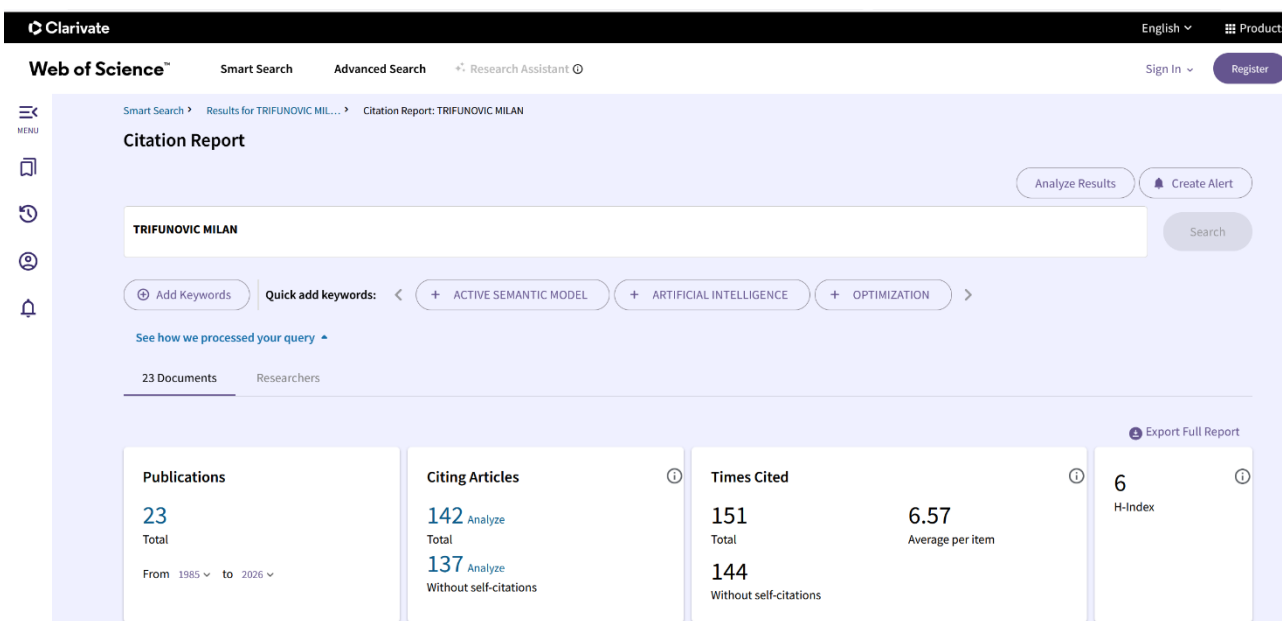 Clarivate
English
Products
Web of Science™
Smart Search
Advanced Search
Research Assistant
Sign In
Register
MENU
Smart Search > Results for TRIFUNOVIC MIL... > Citation Report: TRIFUNOVIC MILAN
Citation Report
Analyze Results
Create Alert
TRIFUNOVIC MILAN
Search
Add Keywords
Quick add keywords:
+ ACTIVE SEMANTIC MODEL
+ ARTIFICIAL INTELLIGENCE
+ OPTIMIZATION
See how we processed your query
23 Documents
Researchers
Export Full Report
Publications
23
Total
From 1985 to 2026
Citing Articles
142 Analyze
Total
137 Analyze
Without self-citations
Times Cited
151
Total
6.57
Average per item
144
Without self-citations
6
H-Index